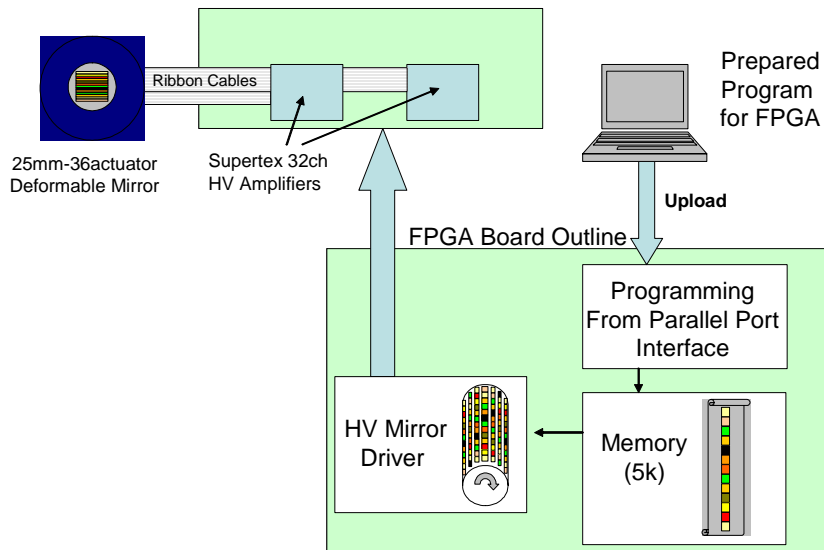 Ribbon Cables
25mm-36actuator
Deformable Mirror
Supertex 32ch
HV Amplifiers
Prepared
Program
for FPGA
Upload
FPGA Board Outline
Programming
From Parallel Port
Interface
HV Mirror
Driver
Memory
(5k)